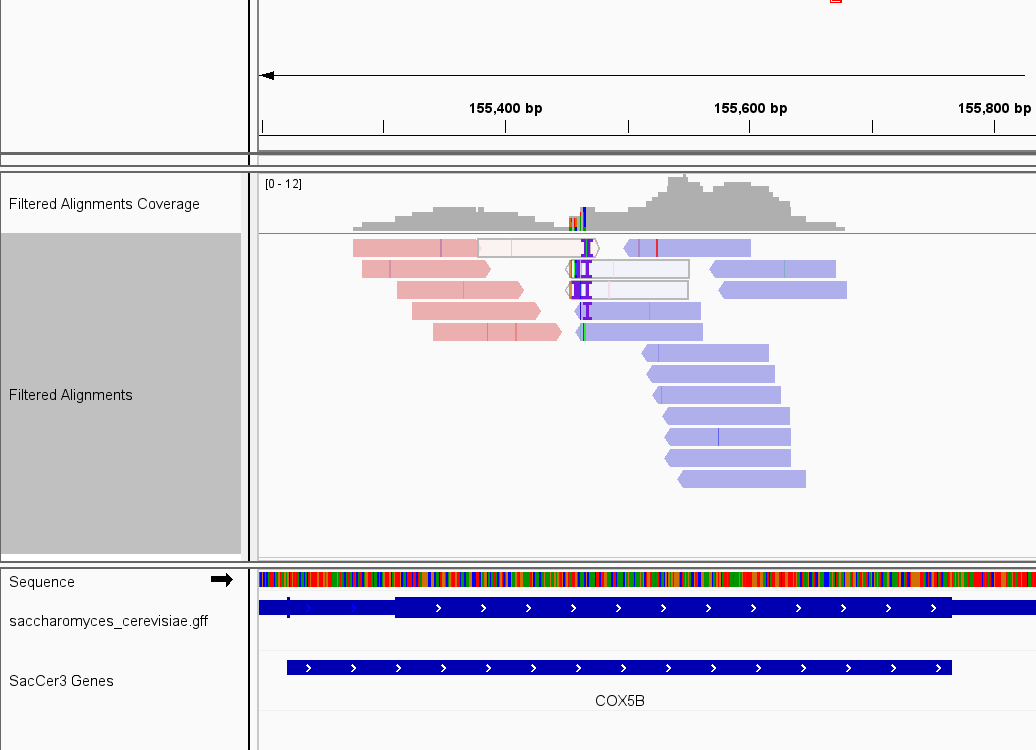 155,400 bp
155,600 bp
155,800 bp
[0 - 12]
Filtered Alignments Coverage
Filtered Alignments
Sequence
saccharomyces_cerevisiae.gff
SacCer3 Genes
COX5B